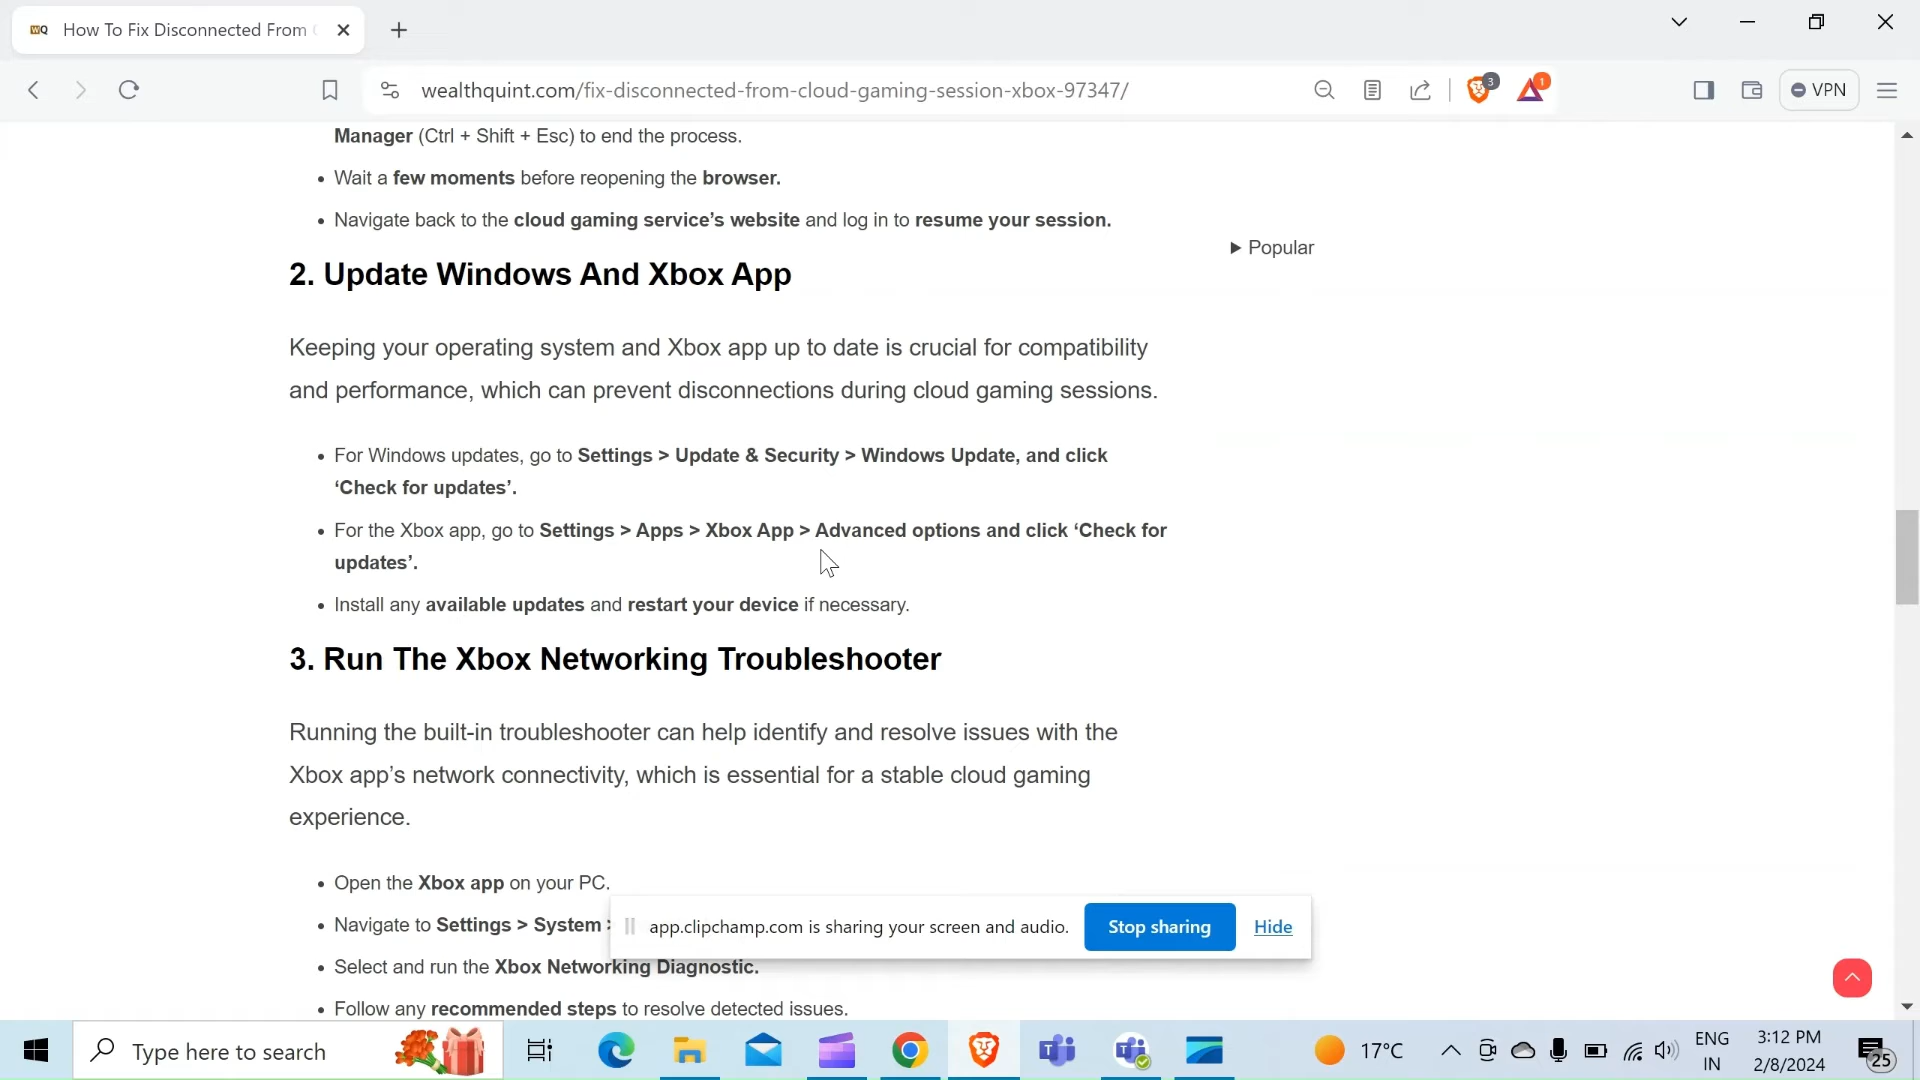 WQ How To Fix Disconnected From
wealthquint.com/fix-disconnected-from-cloud-gaming-session-xbox-97347/
3
1
VPN
Manager (Ctrl + Shift + Esc) to end the process.
• Wait a few moments before reopening the browser.
• Navigate back to the cloud gaming service’s website and log in to resume your session.
▶ Popular
2. Update Windows And Xbox App
Keeping your operating system and Xbox app up to date is crucial for compatibility
and performance, which can prevent disconnections during cloud gaming sessions.
• For Windows updates, go to Settings > Update & Security > Windows Update, and click
‘Check for updates’.
• For the Xbox app, go to Settings > Apps > Xbox App > Advanced options and click ‘Check for
updates’.
• Install any available updates and restart your device if necessary.
3. Run The Xbox Networking Troubleshooter
Running the built-in troubleshooter can help identify and resolve issues with the
Xbox app’s network connectivity, which is essential for a stable cloud gaming
experience.
• Open the Xbox app on your PC.
• Navigate to Settings > System >
app.clipchamp.com is sharing your screen and audio. Stop sharing Hide
• Select and run the Xbox Networking Diagnostic.
• Follow any recommended steps to resolve detected issues.
Type here to search
17°C
ENG
IN
3:12 PM
2/8/2024
25